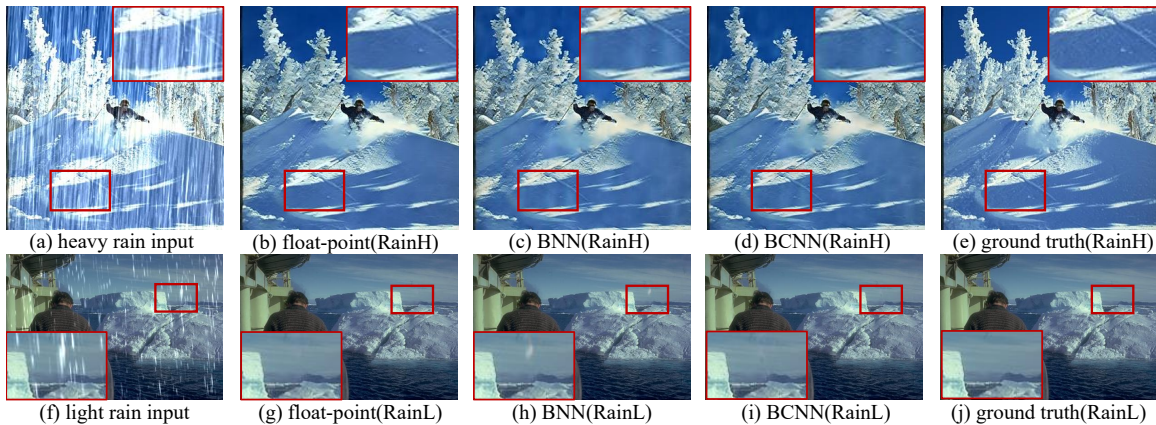 (a) heavy rain input
(b) float-point(RainH)
(c) BNN(RainH)
(d) BCNN(RainH)
(e) ground truth(RainH)
(f) light rain input
(g) float-point(RainL)
(h) BNN(RainL)
(i) BCNN(RainL)
(j) ground truth(RainL)